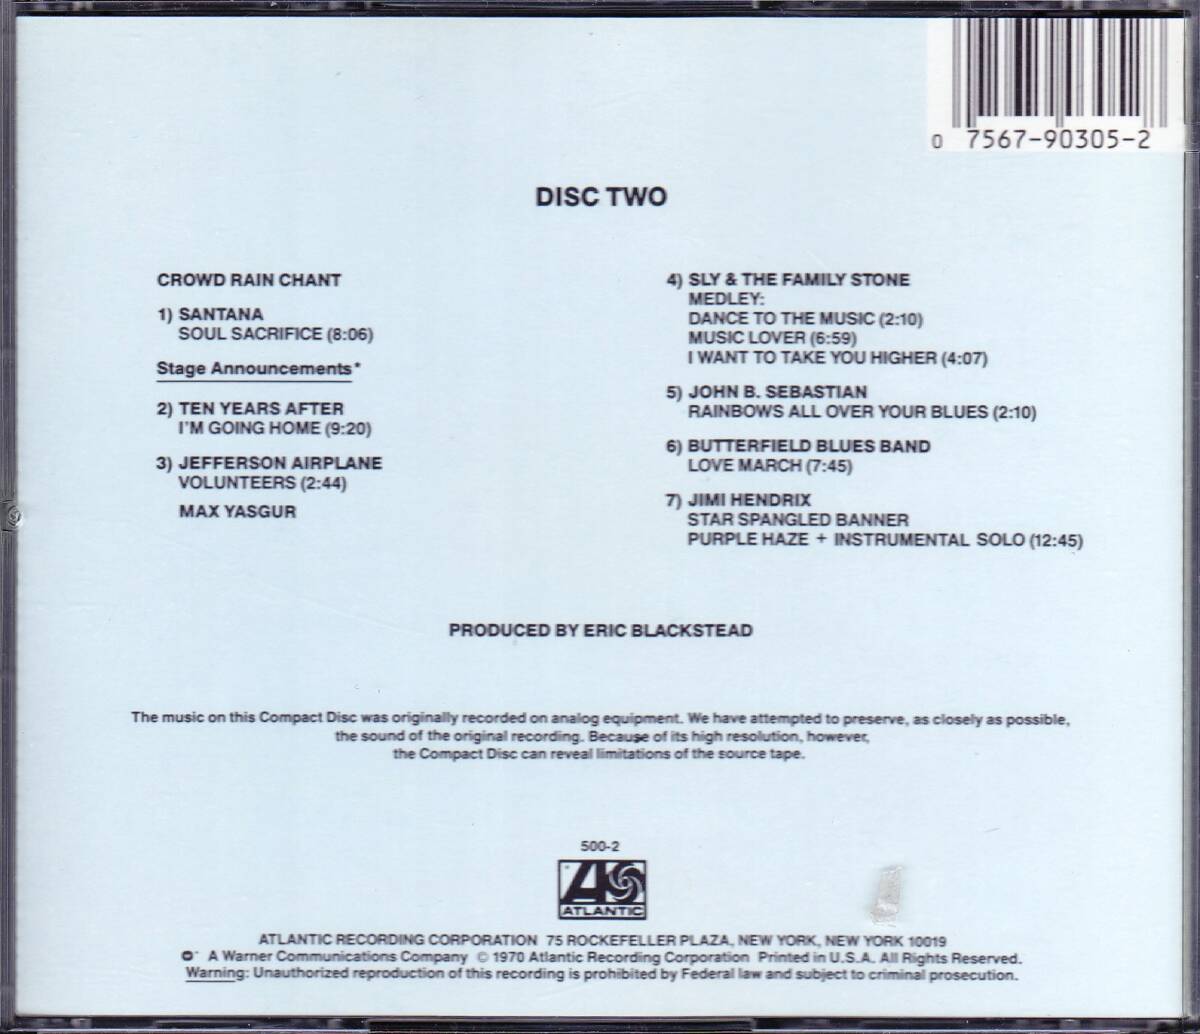 0 7567-90305-2
DISC TWO
CROWD RAIN CHANT
1) SANTANA
SOUL SACRIFICE (8:06)
Stage Announcements*
2) TEN YEARS AFTER
I'M GOING HOME (9:20)
3) JEFFERSON AIRPLANE
VOLUNTEERS (2:44)
MAX YASGUR
4) SLY & THE FAMILY STONE
MEDLEY:
DANCE TO THE MUSIC (2:10)
MUSIC LOVER (6:59)
I WANT TO TAKE YOU HIGHER (4:07)
5) JOHN B. SEBASTIAN
RAINBOWS ALL OVER YOUR BLUES (2:10)
6) BUTTERFIELD BLUES BAND
LOVE MARCH (7:45)
7) JIMI HENDRIX
STAR SPANGLED BANNER
PURPLE HAZE + INSTRUMENTAL SOLO (12:45)
PRODUCED BY ERIC BLACKSTEAD
The music on this Compact Disc was originally recorded on analog equipment. We have attempted to preserve, as closely as possible,
the sound of the original recording. Because of its high resolution, however,
the Compact Disc can reveal limitations of the source tape.
500-2
ATLANTIC
ATLANTIC RECORDING CORPORATION 75 ROCKEFELLER PLAZA, NEW YORK, NEW YORK 10019
A Warner Communications Company © 1970 Atlantic Recording Corporation Printed in U.S.A. All Rights Reserved.
Warning: Unauthorized reproduction of this recording is prohibited by Federal law and subject to criminal prosecution.